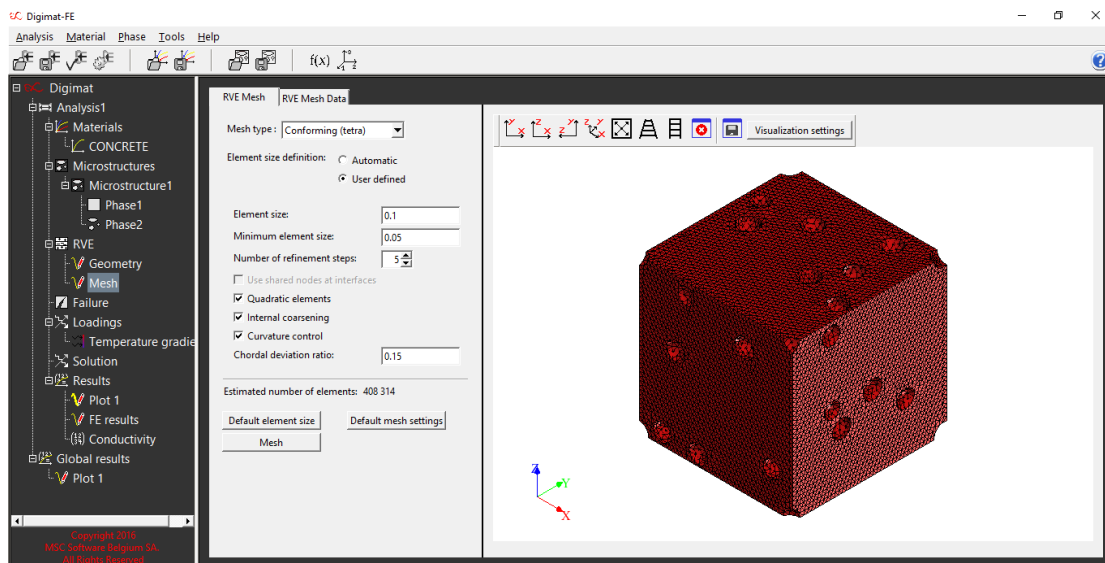 Digimat-FE
Analysis Material Phase Tools Help
f(x)
Digimat
Analysis1
Materials
CONCRETE
Microstructures
Microstructure1
Phase1
Phase2
RVE
Geometry
Mesh
Failure
Loadings
Temperature gradie
Solution
Results
Plot 1
FE results
Conductivity
Global results
Plot 1
Copyright 2016
MSC Software Belgium SA.
All Rights Reserved
RVE Mesh RVE Mesh Data
Mesh type : Conforming (tetra)
Element size definition: Automatic
User defined
Element size: 0.1
Minimum element size: 0.05
Number of refinement steps: 5
Use shared nodes at interfaces
Quadratic elements
Internal coarsening
Curvature control
Chordal deviation ratio: 0.15
Estimated number of elements: 408 314
Default element size Default mesh settings
Mesh
Visualization settings
Z
Y
X